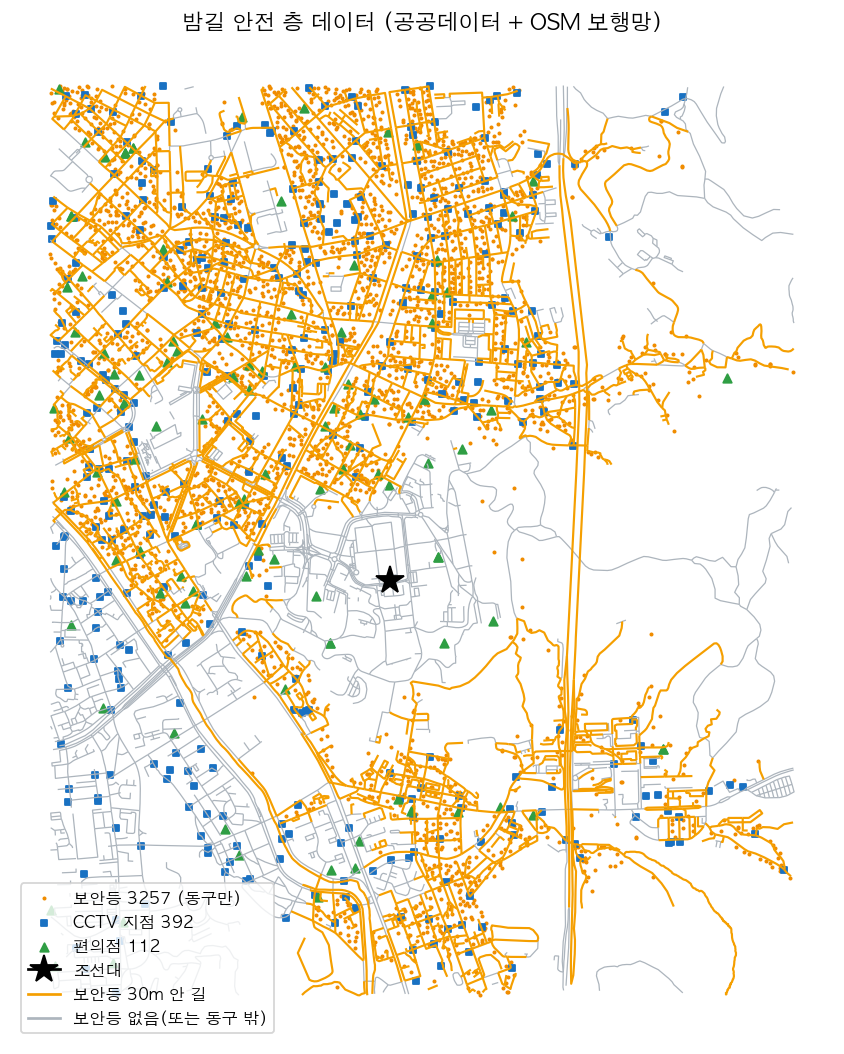 밤길 안전 층 데이터 (공공데이터 + OSM 보행망)
보안등 3257 (동구만)
CCTV 지점 392
편의점 112
조선대
보안등 30m 안 길
보안등 없음(또는 동구 밖)